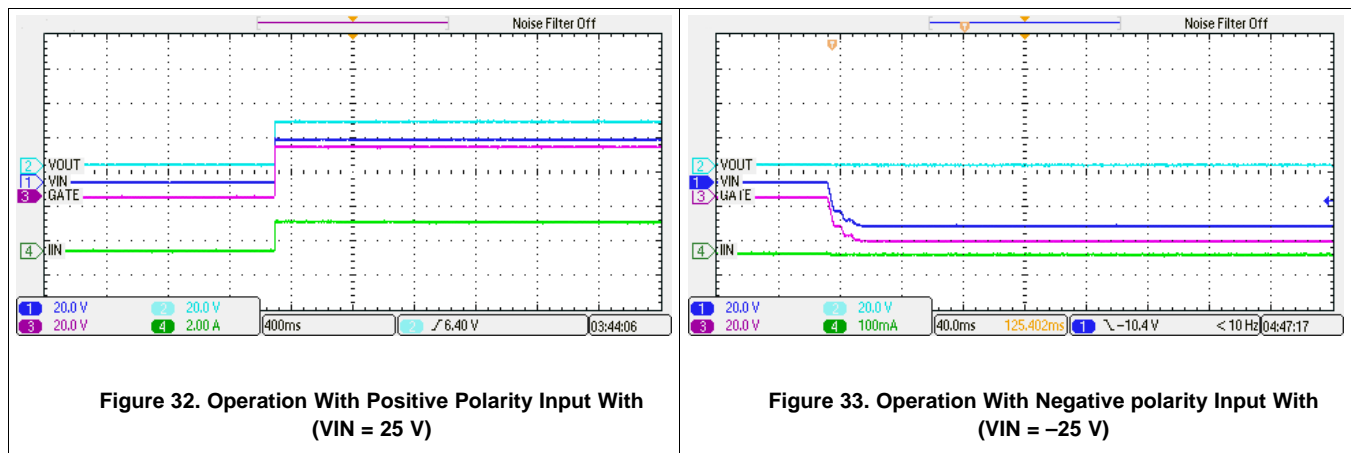 Noise Filter Off
2 VOUT
1 VIN
3 GATE
4 IIN
1 20.0 V 2 20.0 V
3 20.0 V 4 2.00 A
400ms
2 6.40 V
03:44:06
Figure 32. Operation With Positive Polarity Input With
(VIN = 25 V)
Noise Filter Off
T
T
2 VOUT
1 VIN
3 GATE
4 IIN
1 20.0 V 2 20.0 V
3 20.0 V 4 100mA
40.0ms 125.402ms
1 -10.4 V < 10 Hz
04:47:17
Figure 33. Operation With Negative polarity Input With
(VIN = –25 V)